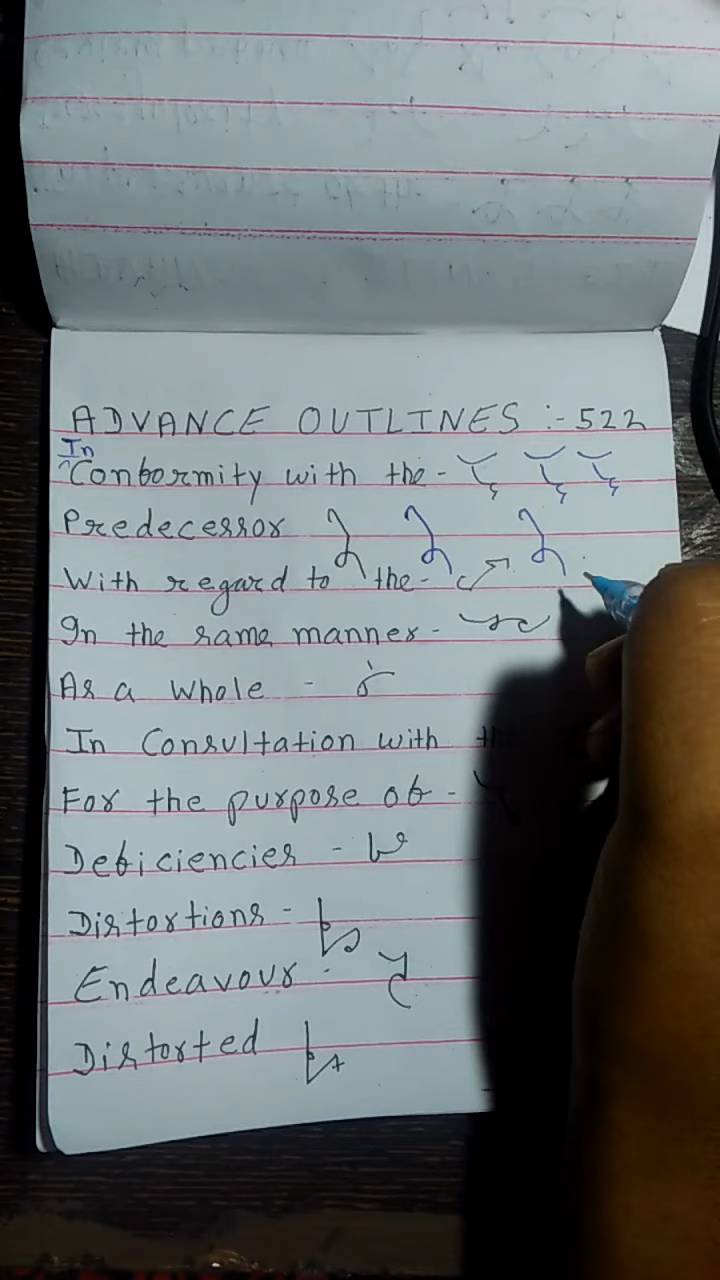 ADVANCE OUTLINES :- 522
In
Conformity with the -
Predecessor
With regard to the -
In the same manner -
As a whole -
In Consultation with th
For the purpose of -
Deficiencies -
Distortions -
Endeavour -
Distorted